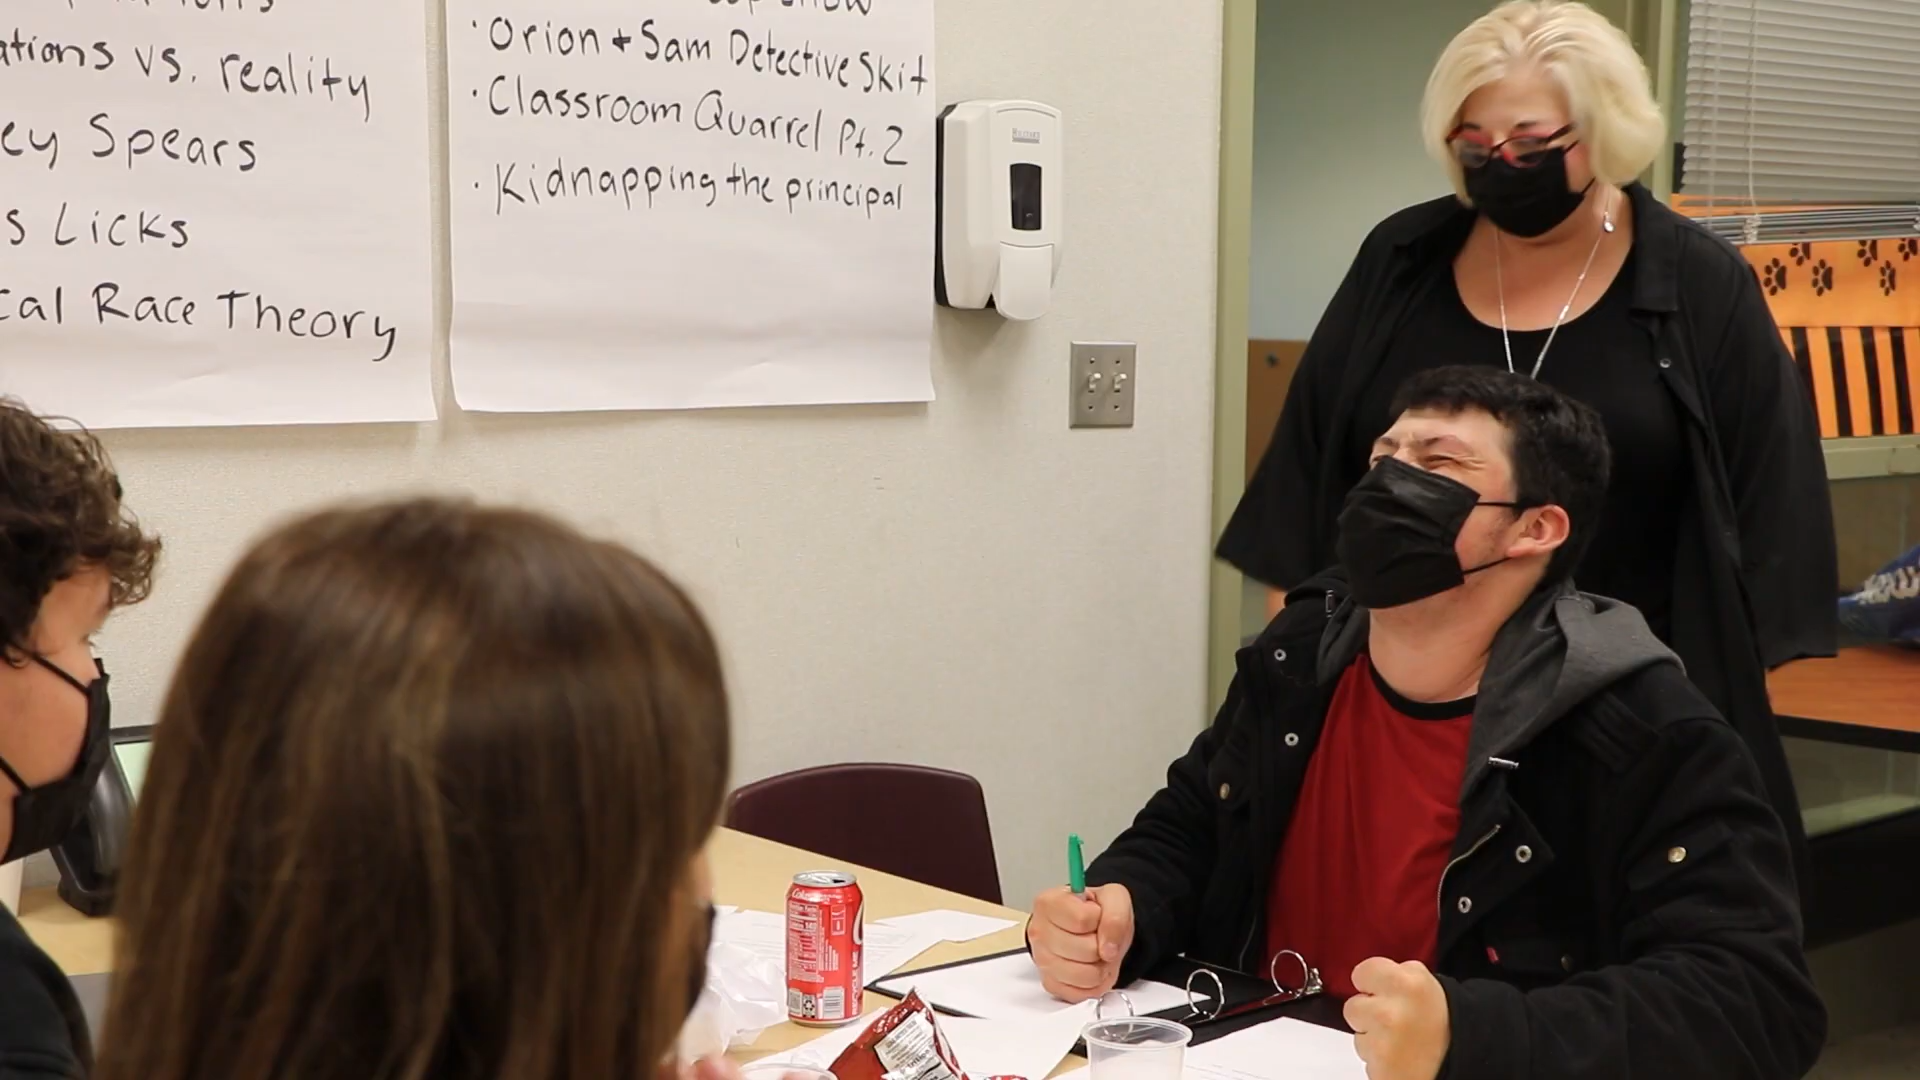 ations vs. reality
ey Spears
s Licks
cal Race Theory
· Orion + Sam Detective Skit
· Classroom Quarrel Pt. 2
· Kidnapping the principal